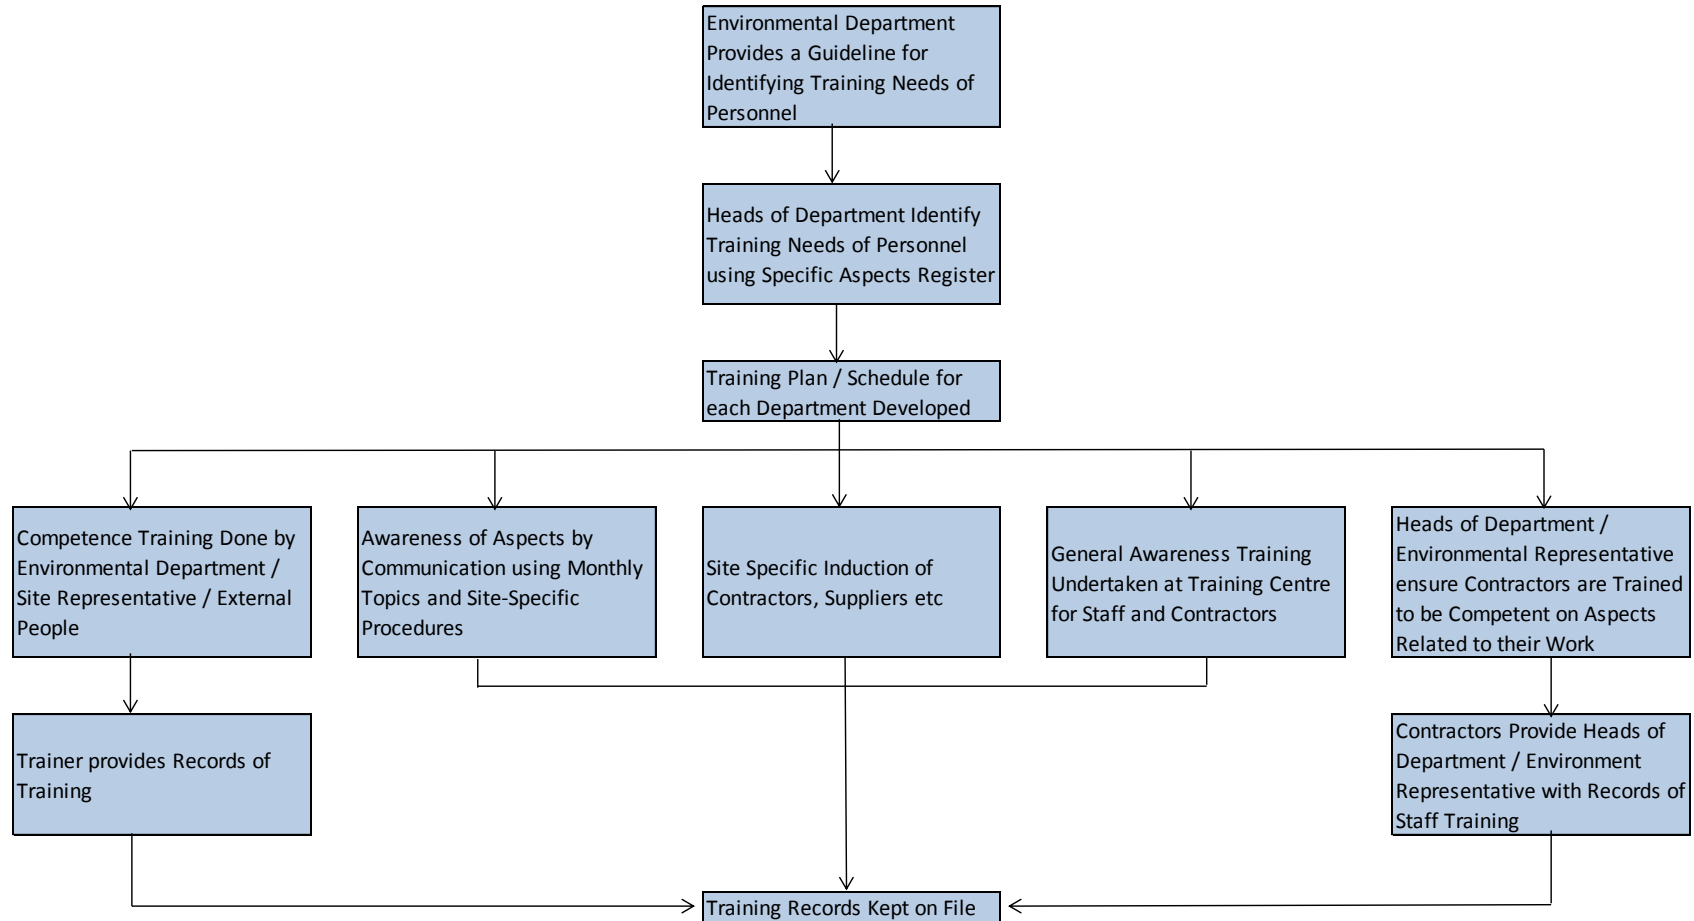 Environmental Department
Provides a Guideline for
Identifying Training Needs of
Personnel
Heads of Department Identify
Training Needs of Personnel
using Specific Aspects Register
Training Plan / Schedule for
each Department Developed
Competence Training Done by
Environmental Department /
Site Representative / External
People
Awareness of Aspects by
Communication using Monthly
Topics and Site-Specific
Procedures
Site Specific Induction of
Contractors, Suppliers etc
General Awareness Training
Undertaken at Training Centre
for Staff and Contractors
Heads of Department /
Environmental Representative
ensure Contractors are Trained
to be Competent on Aspects
Related to their Work
Trainer provides Records of
Training
Contractors Provide Heads of
Department / Environment
Representative with Records of
Staff Training
Training Records Kept on File